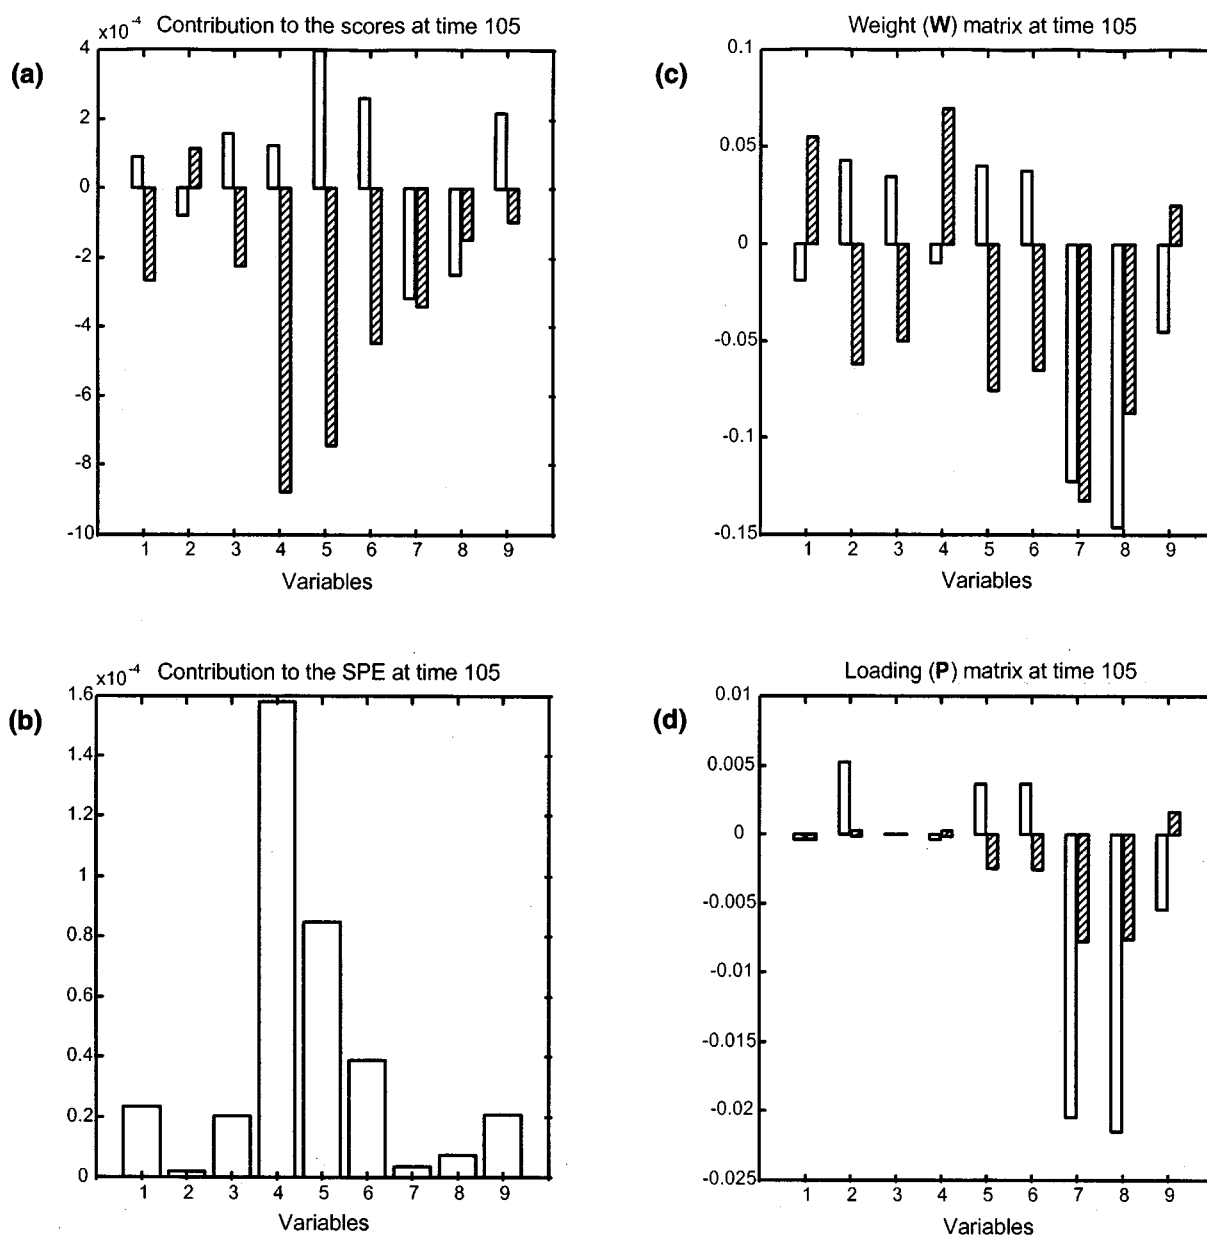 (a)
Contribution to the scores at time 105
×10⁻⁴
4
2
0
-2
-4
-6
-8
-10
1 2 3 4 5 6 7 8 9
Variables
(c)
Weight (W) matrix at time 105
0.1
0.05
0
-0.05
-0.1
-0.15
1 2 3 4 5 6 7 8 9
Variables
(b)
Contribution to the SPE at time 105
×10⁻⁴
1.6
1.4
1.2
1
0.8
0.6
0.4
0.2
0
1 2 3 4 5 6 7 8 9
Variables
(d)
Loading (P) matrix at time 105
0.01
0.005
0
-0.005
-0.01
-0.015
-0.02
-0.025
1 2 3 4 5 6 7 8 9
Variables